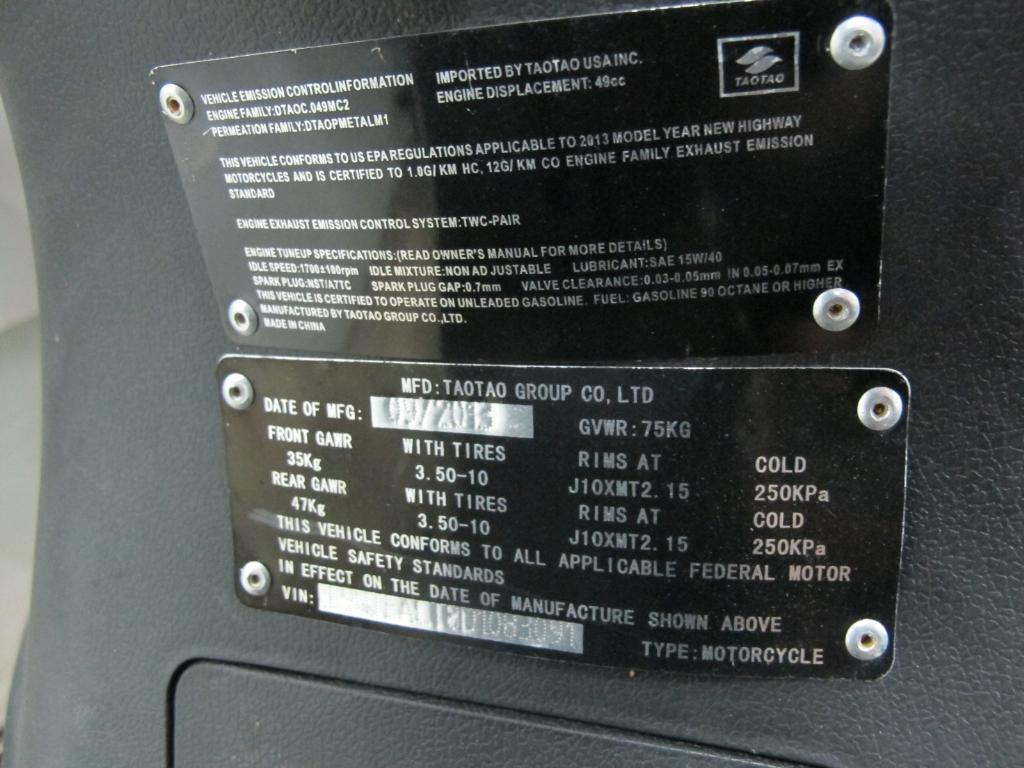 VEHICLE EMISSION CONTROLINFORMATION
ENGINE FAMILY:DTAOC.049MC2
PERMEATION FAMILY:DTAOPMETALM1
IMPORTED BY TAOTAO USA INC.
ENGINE DISPLACEMENT: 49cc
TAOTAO
THIS VEHICLE CONFORMS TO US EPA REGULATIONS APPLICABLE TO 2013 MODEL YEAR NEW HIGHWAY
MOTORCYCLES AND IS CERTIFIED TO 1.0G/ KM HC, 12G/ KM CO ENGINE FAMILY EXHAUST EMISSION
STANDARD
ENGINE EXHAUST EMISSION CONTROL SYSTEM:TWC-PAIR
ENGINE TUNEUP SPECIFICATIONS:(READ OWNER'S MANUAL FOR MORE DETAILS)
IDLE SPEED:1700±100rpm IDLE MIXTURE:NON AD JUSTABLE LUBRICANT:SAE 15W/40
SPARK PLUG:NST/A7TC SPARK PLUG GAP:0.7mm VALVE CLEARANCE:0.03-0.05mm IN 0.05-0.07mm EX
THIS VEHICLE IS CERTIFIED TO OPERATE ON UNLEADED GASOLINE. FUEL: GASOLINE 90 OCTANE OR HIGHER
MANUFACTURED BY TAOTAO GROUP CO.,LTD.
MADE IN CHINA
MFD:TAOTAO GROUP CO,LTD
DATE OF MFG: /2013
GVWR:75KG
FRONT GAWR WITH TIRES RIMS AT COLD
35Kg 3.50-10 J10XMT2.15 250KPa
REAR GAWR WITH TIRES RIMS AT COLD
47Kg 3.50-10 J10XMT2.15 250KPa
THIS VEHICLE CONFORMS TO ALL APPLICABLE FEDERAL MOTOR
VEHICLE SAFETY STANDARDS
IN EFFECT ON THE DATE OF MANUFACTURE SHOWN ABOVE
VIN:
TYPE:MOTORCYCLE